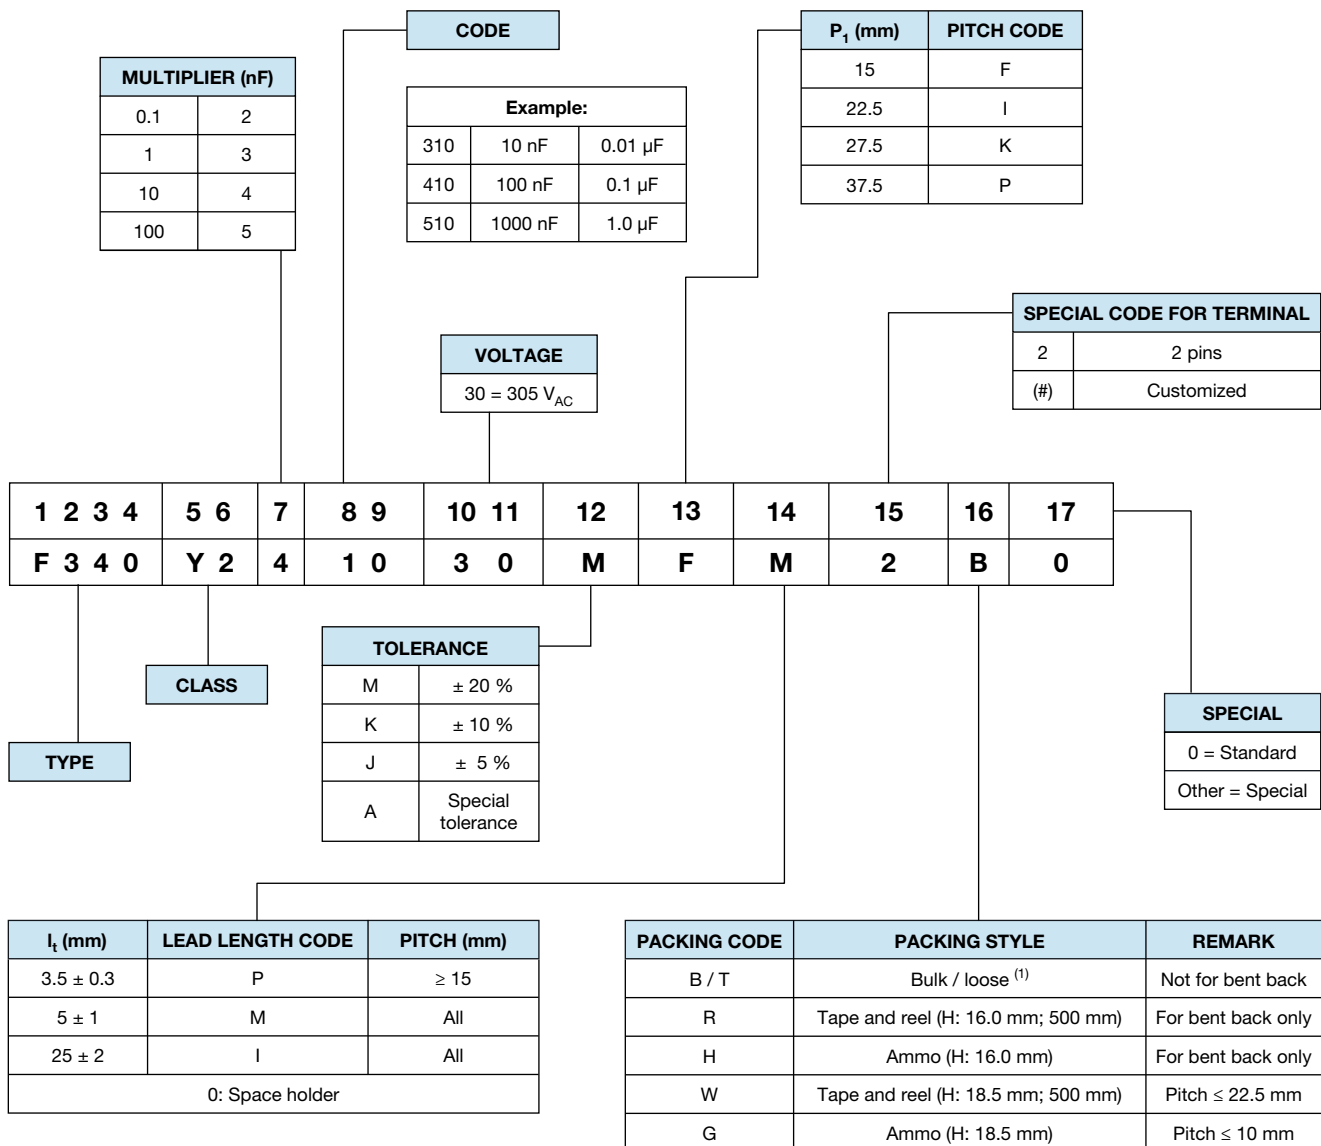 CODE
P1 (mm) PITCH CODE
15 F
22.5 I
27.5 K
37.5 P
MULTIPLIER (nF)
0.1 2
1 3
10 4
100 5
Example:
310 10 nF 0.01 µF
410 100 nF 0.1 µF
510 1000 nF 1.0 µF
SPECIAL CODE FOR TERMINAL
2 2 pins
(#) Customized
VOLTAGE
30 = 305 VAC
1 2 3 4 5 6 7 8 9 10 11 12 13 14 15 16 17
F 3 4 0 Y 2 4 1 0 3 0 M F M 2 B 0
TOLERANCE
M ± 20 %
K ± 10 %
J ± 5 %
A Special
tolerance
CLASS
TYPE
SPECIAL
0 = Standard
Other = Special
lt (mm) LEAD LENGTH CODE PITCH (mm)
3.5 ± 0.3 P ≥ 15
5 ± 1 M All
25 ± 2 I All
0: Space holder
PACKING CODE PACKING STYLE REMARK
B / T Bulk / loose (1) Not for bent back
R Tape and reel (H: 16.0 mm; 500 mm) For bent back only
H Ammo (H: 16.0 mm) For bent back only
W Tape and reel (H: 18.5 mm; 500 mm) Pitch ≤ 22.5 mm
G Ammo (H: 18.5 mm) Pitch ≤ 10 mm